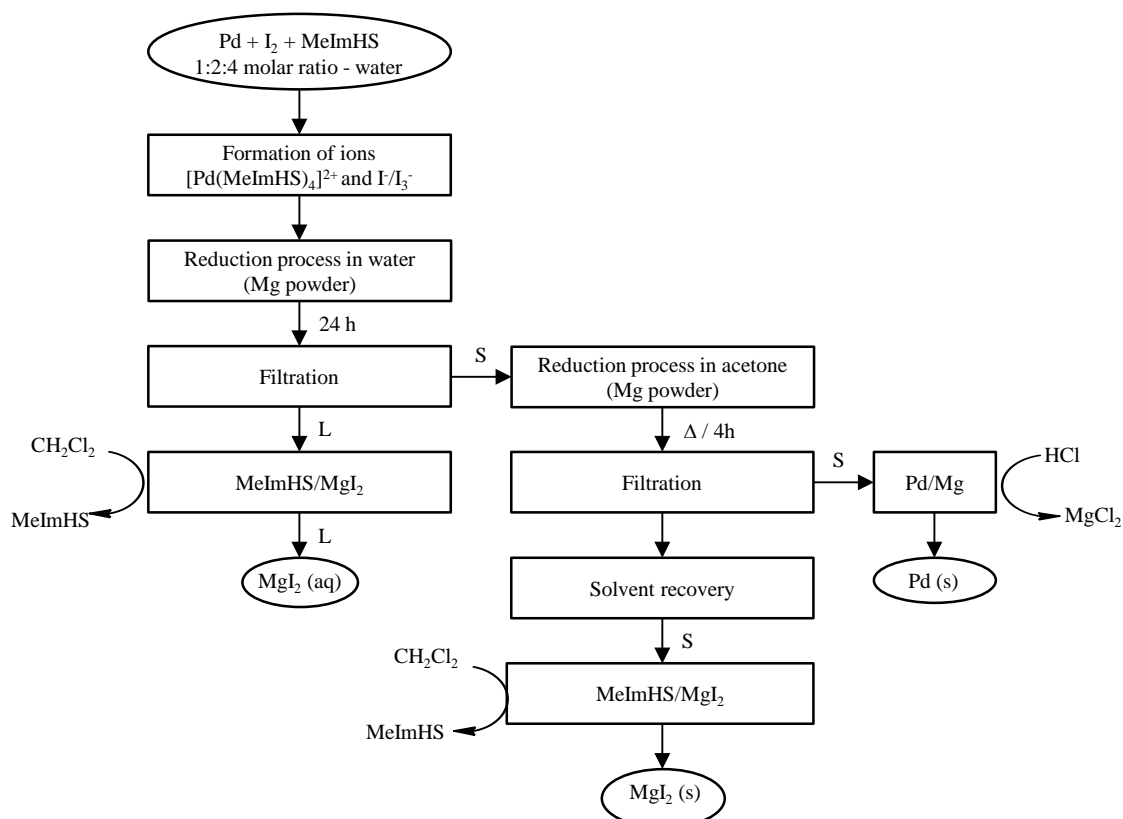 Pd + I₂ + MeImHS
1:2:4 molar ratio - water
Formation of ions
[Pd(MeImHS)₄]²⁺ and I⁻/I₃⁻
Reduction process in water
(Mg powder)
24 h
Filtration
S
Reduction process in acetone
(Mg powder)
L
Δ / 4h
CH₂Cl₂
MeImHS/MgI₂
MeImHS
Filtration
S
Pd/Mg
HCl
MgCl₂
L
MgI₂ (aq)
Solvent recovery
Pd (s)
S
CH₂Cl₂
MeImHS/MgI₂
MeImHS
MgI₂ (s)